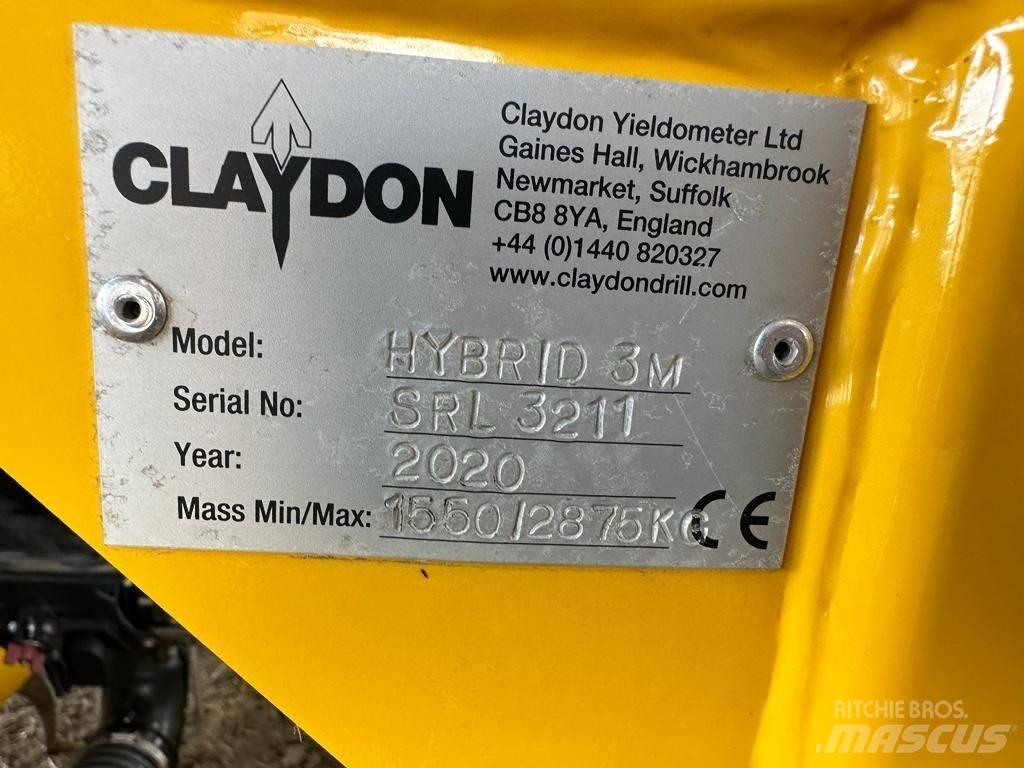 CLAYDON
Claydon Yieldometer Ltd
Gaines Hall, Wickhambrook
Newmarket, Suffolk
CB8 8YA, England
+44 (0)1440 820327
www.claydondrill.com
Model: HYBRID 3M
Serial No: SRL 3211
Year: 2020
Mass Min/Max: 1550/2875KG CE
RITCHIE BROS.
MASCUS